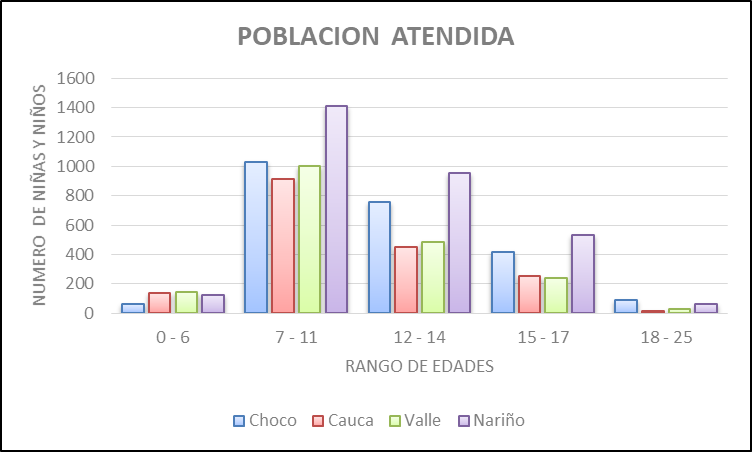 POBLACION ATENDIDA
NUMERO DE NIÑAS Y NIÑOS
1600
1400
1200
1000
800
600
400
200
0
0 - 6 7 - 11 12 - 14 15 - 17 18 - 25
RANGO DE EDADES
Choco Cauca Valle Nariño